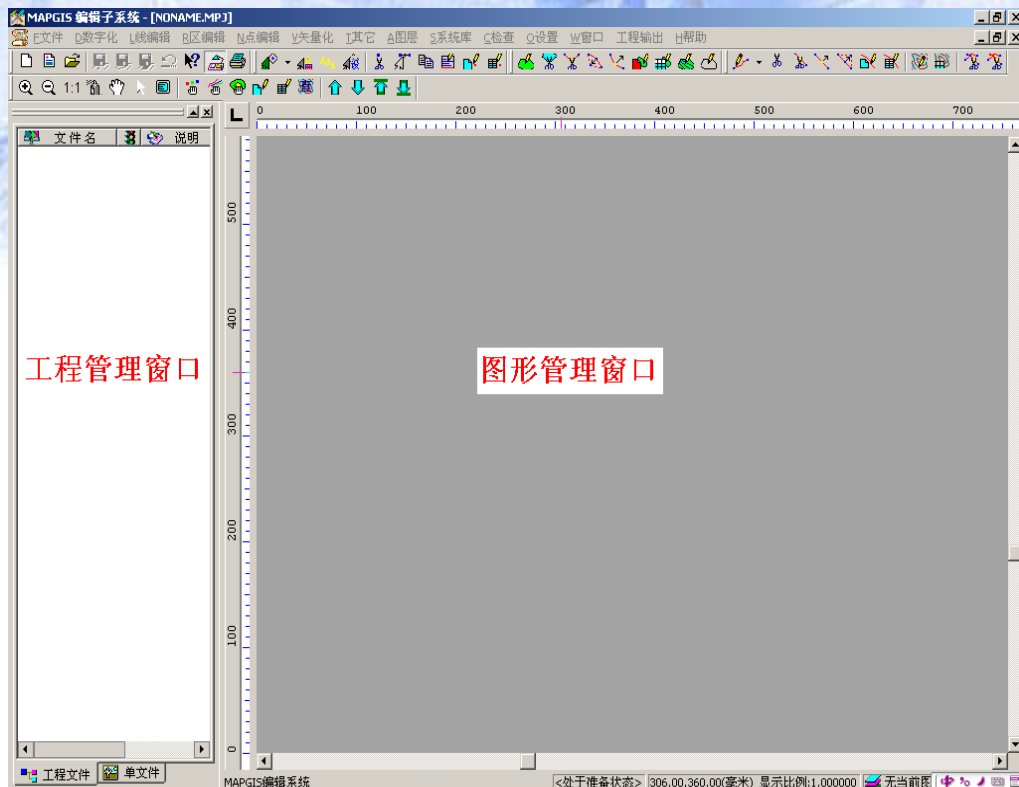 MAPGIS 编辑子系统 - [NONAME.MPJ]
F文件 D数字化 L线编辑 R区编辑 N点编辑 V矢量化 T其它 A图层 S系统库 C检查 O设置 W窗口 工程输出 H帮助
1:1
文件名 说明
0 100 200 300 400 500 600 700
500
400
300
200
100
0
工程管理窗口
图形管理窗口
工程文件 单文件
MAPGIS编辑系统 <处于准备状态> 306.00,360.00(毫米) 显示比例:1.000000 无当前图 中